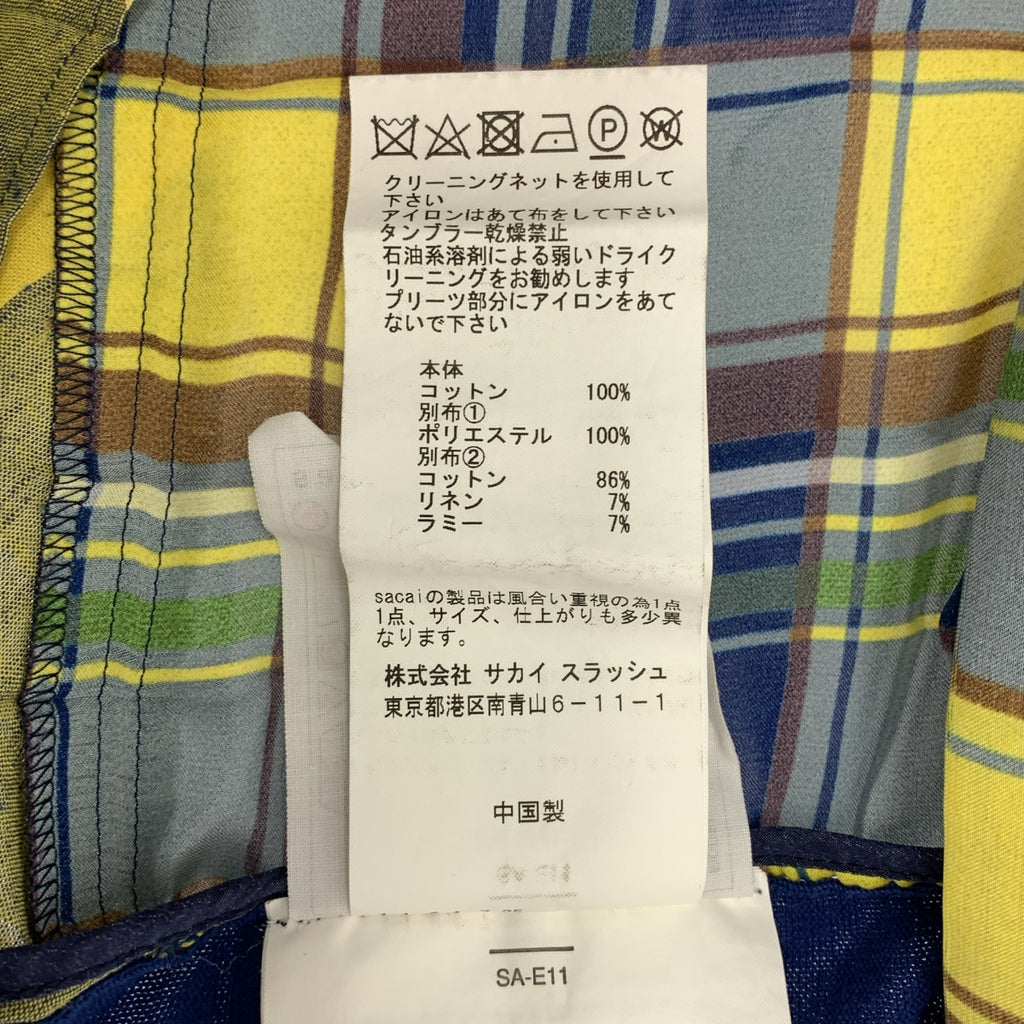 P W
クリーニングネットを使用して
下さい
アイロンはあて布をして下さい
タンブラー乾燥禁止
石油系溶剤による弱いドライク
リーニングをお勧めします
プリーツ部分にアイロンをあて
ないで下さい
本体
コットン 100%
別布①
ポリエステル 100%
別布②
コットン 86%
リネン 7%
ラミー 7%
sacaiの製品は風合い重視の為1点
1点、サイズ、仕上がりも多少異
なります。
株式会社 サカイ スラッシュ
東京都港区南青山6－11－1
中国製
SA-E11